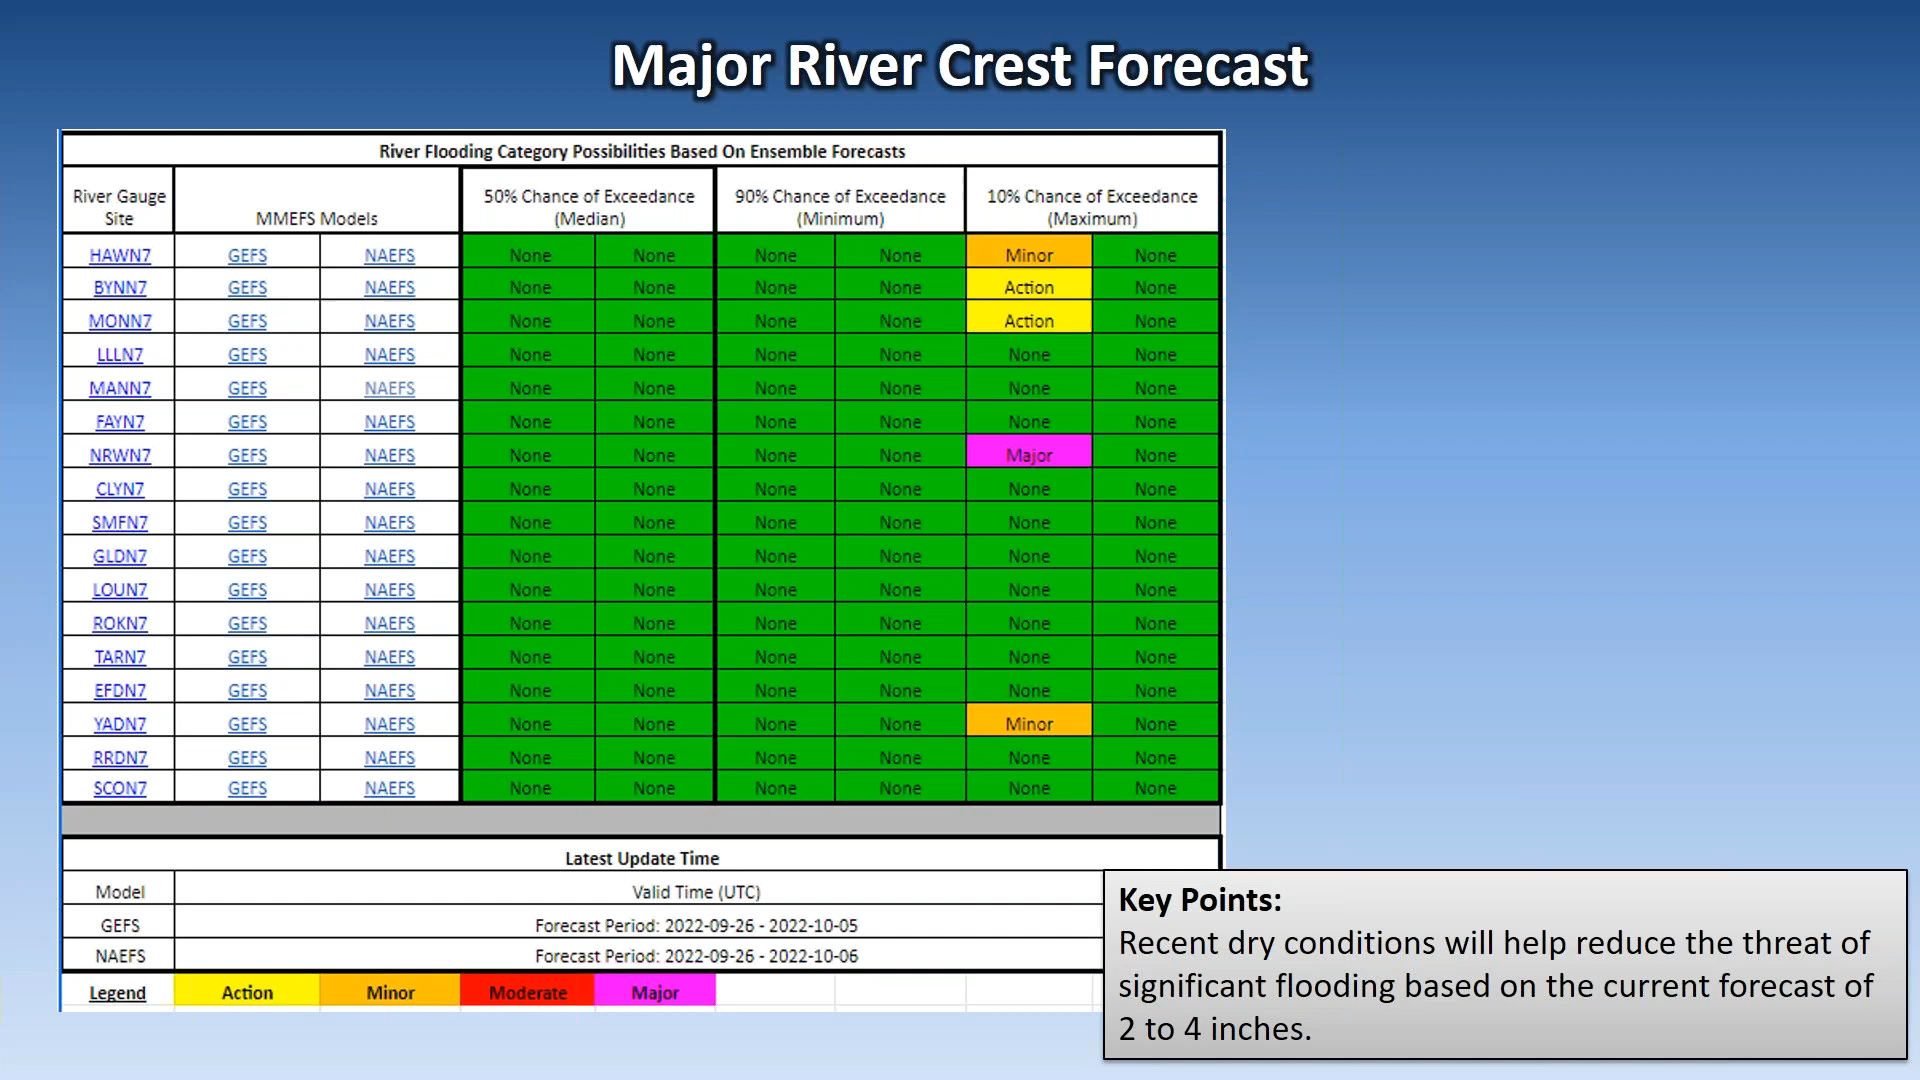 Major River Crest Forecast
River Flooding Category Possibilities Based On Ensemble Forecasts
River Gauge Site MMEFS Models 50% Chance of Exceedance (Median) 90% Chance of Exceedance (Minimum) 10% Chance of Exceedance (Maximum)
HAWN7 GEFS NAEFS None None None None Minor None
BYNN7 GEFS NAEFS None None None None Action None
MONN7 GEFS NAEFS None None None None Action None
LLLN7 GEFS NAEFS None None None None None None
MANN7 GEFS NAEFS None None None None None None
FAYN7 GEFS NAEFS None None None None None None
NRWN7 GEFS NAEFS None None None None Major None
CLYN7 GEFS NAEFS None None None None None None
SMFN7 GEFS NAEFS None None None None None None
GLDN7 GEFS NAEFS None None None None None None
LOUN7 GEFS NAEFS None None None None None None
ROKN7 GEFS NAEFS None None None None None None
TARN7 GEFS NAEFS None None None None None None
EFDN7 GEFS NAEFS None None None None None None
YADN7 GEFS NAEFS None None None None Minor None
RRDN7 GEFS NAEFS None None None None None None
SCON7 GEFS NAEFS None None None None None None
Latest Update Time
Model Valid Time (UTC)
GEFS Forecast Period: 2022-09-26 - 2022-10-05
NAEFS Forecast Period: 2022-09-26 - 2022-10-06
Legend Action Minor Moderate Major
Key Points:
Recent dry conditions will help reduce the threat of
significant flooding based on the current forecast of
2 to 4 inches.